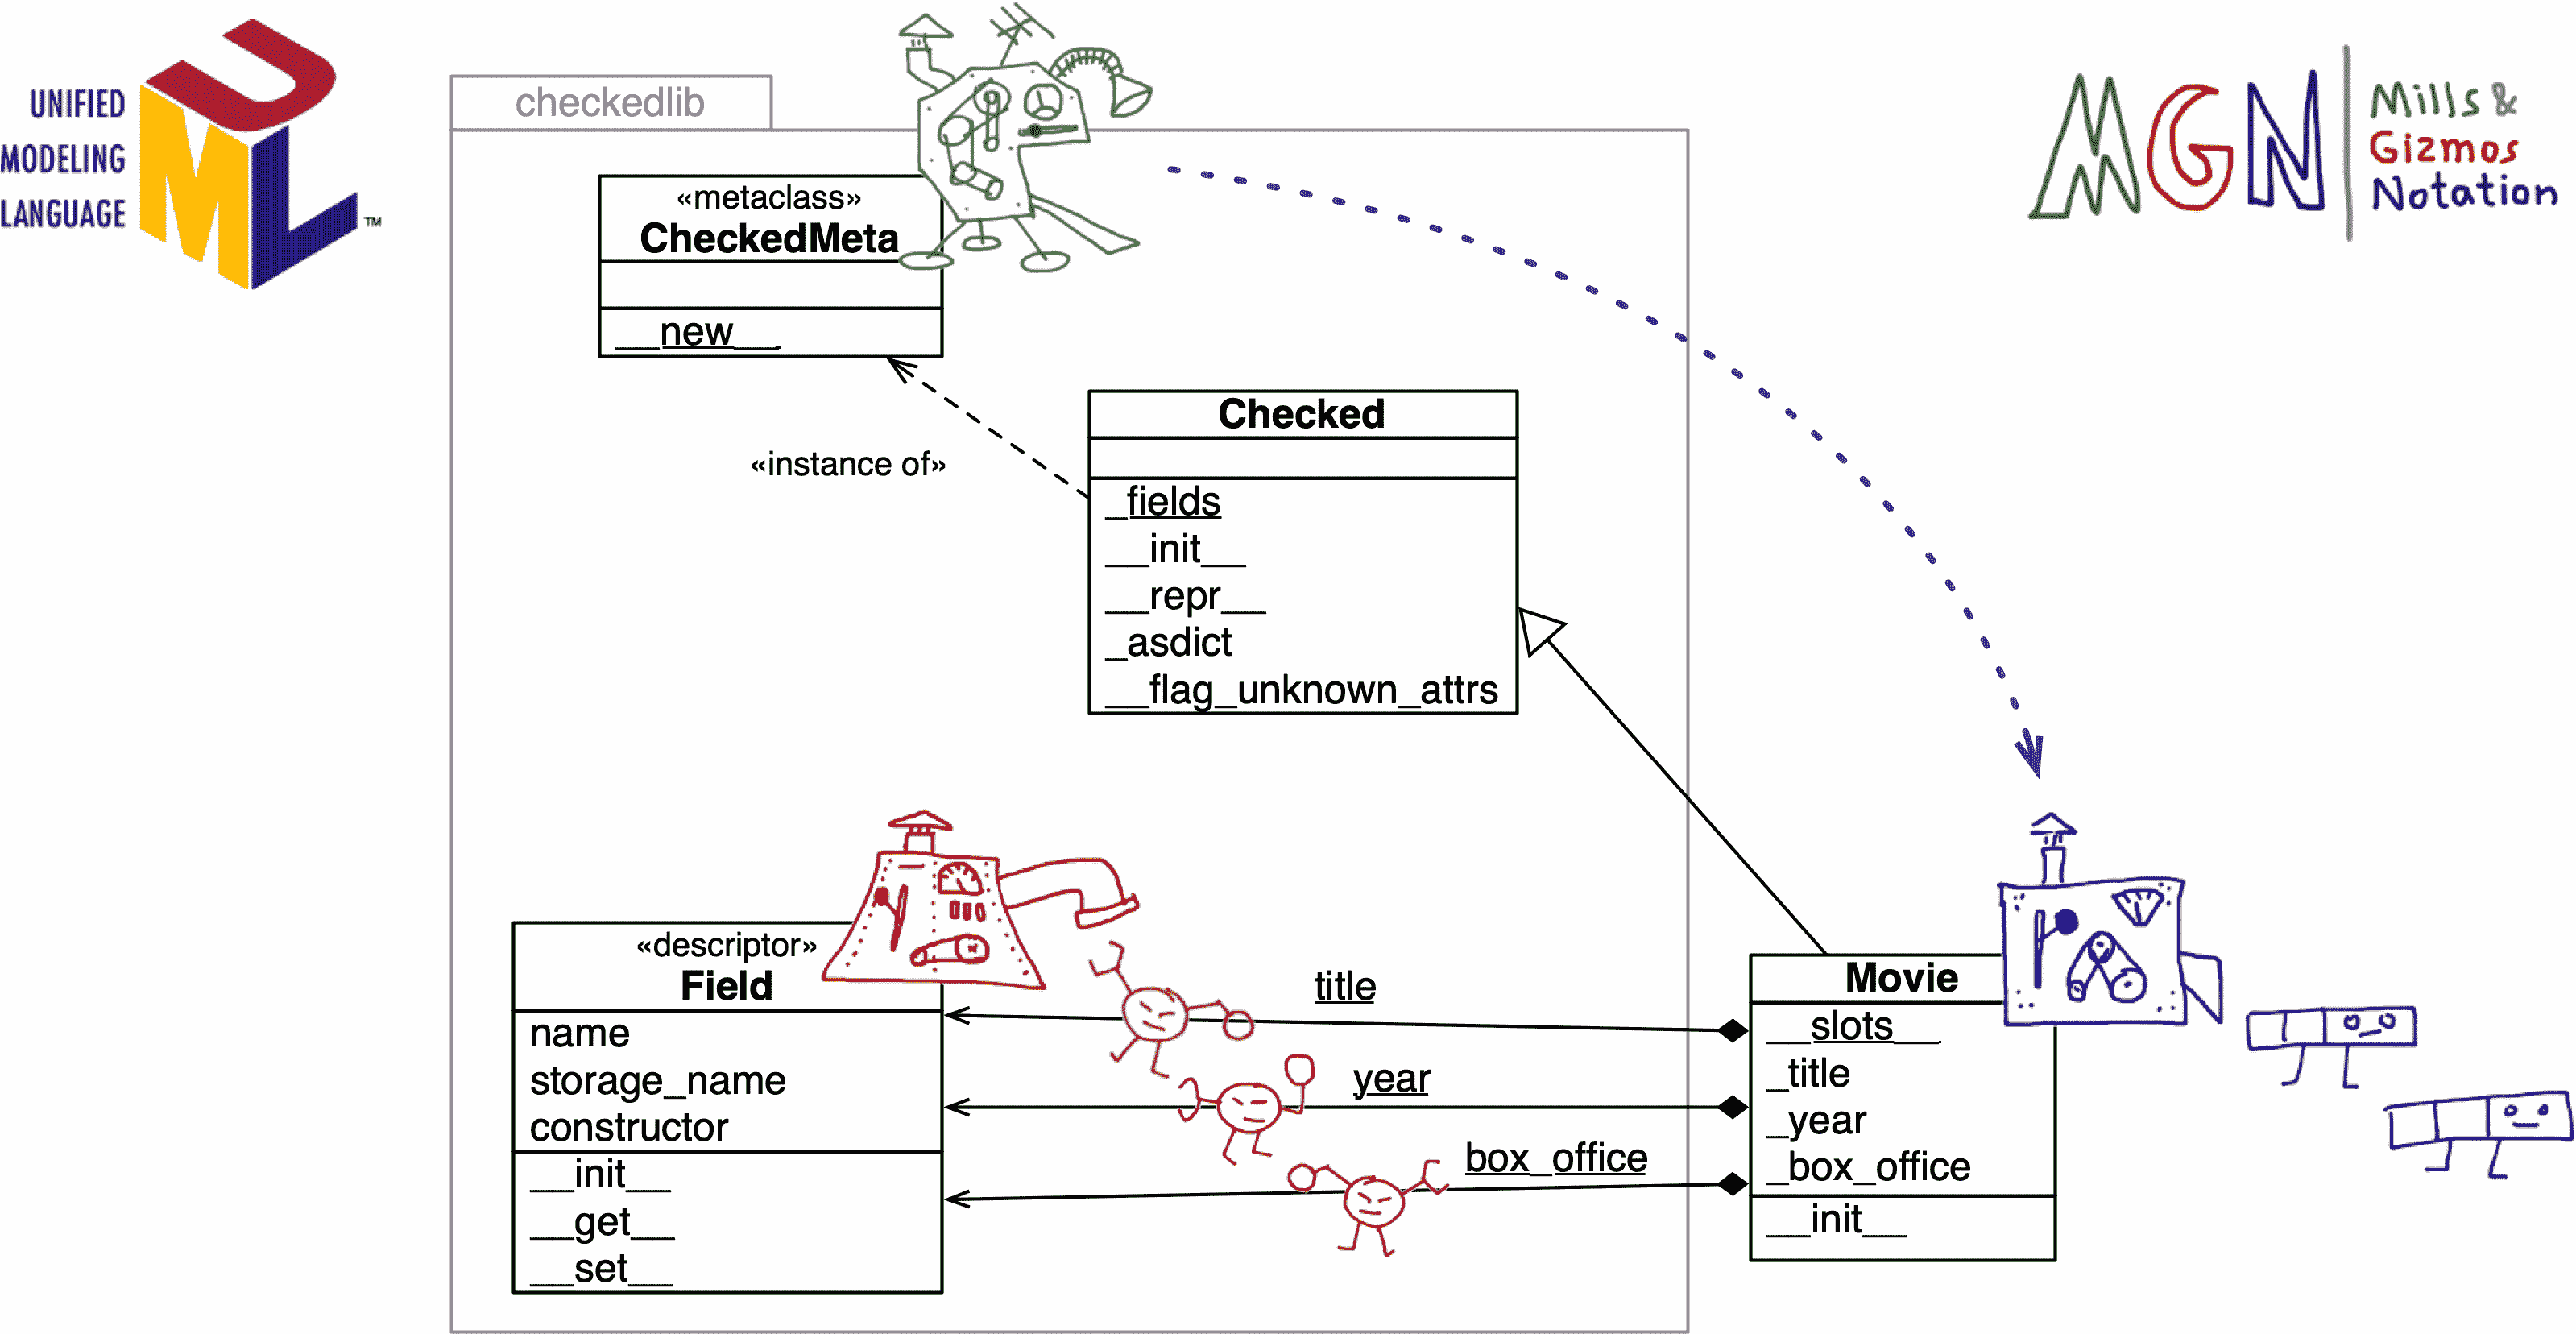 UNIFIED
MODELING
LANGUAGE
UML ™
checkedlib
«metaclass»
CheckedMeta
__new__
«instance of»
Checked
_fields
__init__
__repr__
_asdict
__flag_unknown_attrs
MGN
Mills &
Gizmos
Notation
«descriptor»
Field
name
storage_name
constructor
__init__
__get__
__set__
title
year
box_office
Movie
__slots__
_title
_year
_box_office
__init__